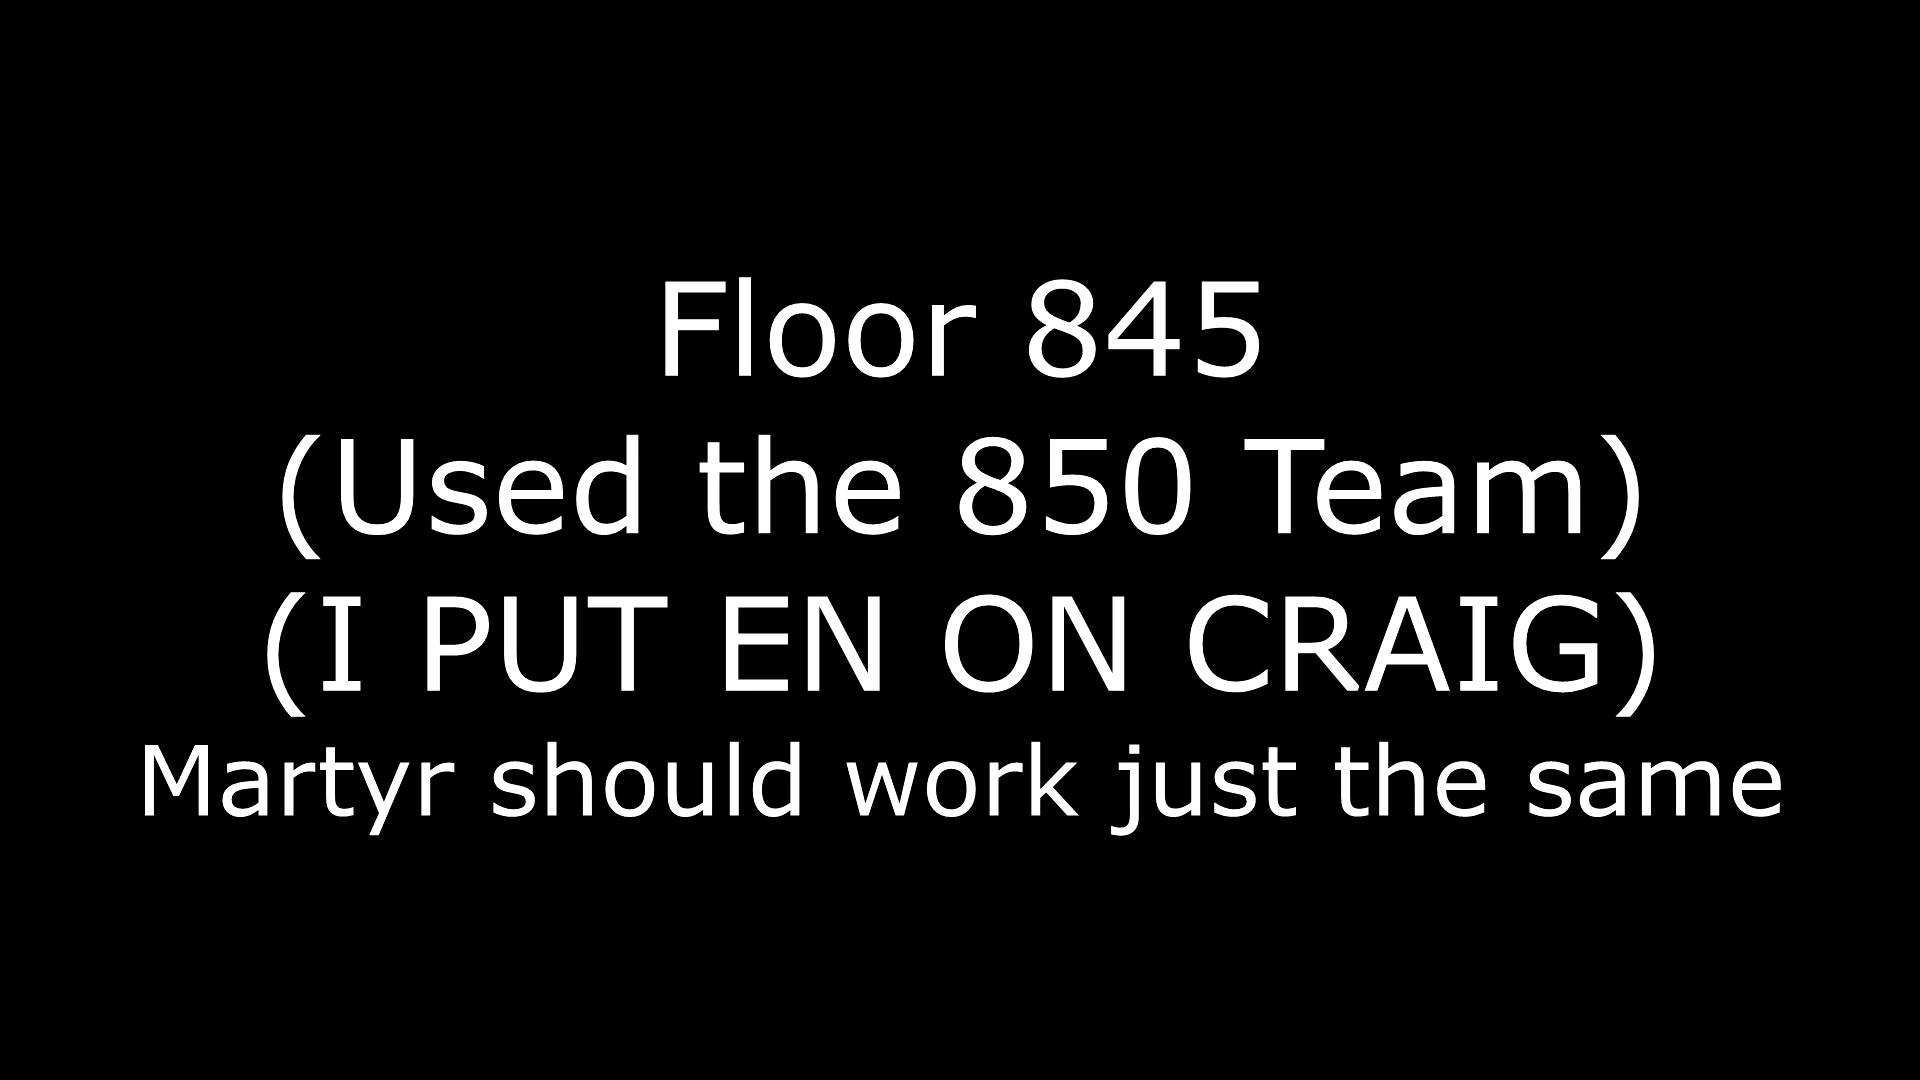 Floor 845
(Used the 850 Team)
(I PUT EN ON CRAIG)
Martyr should work just the same